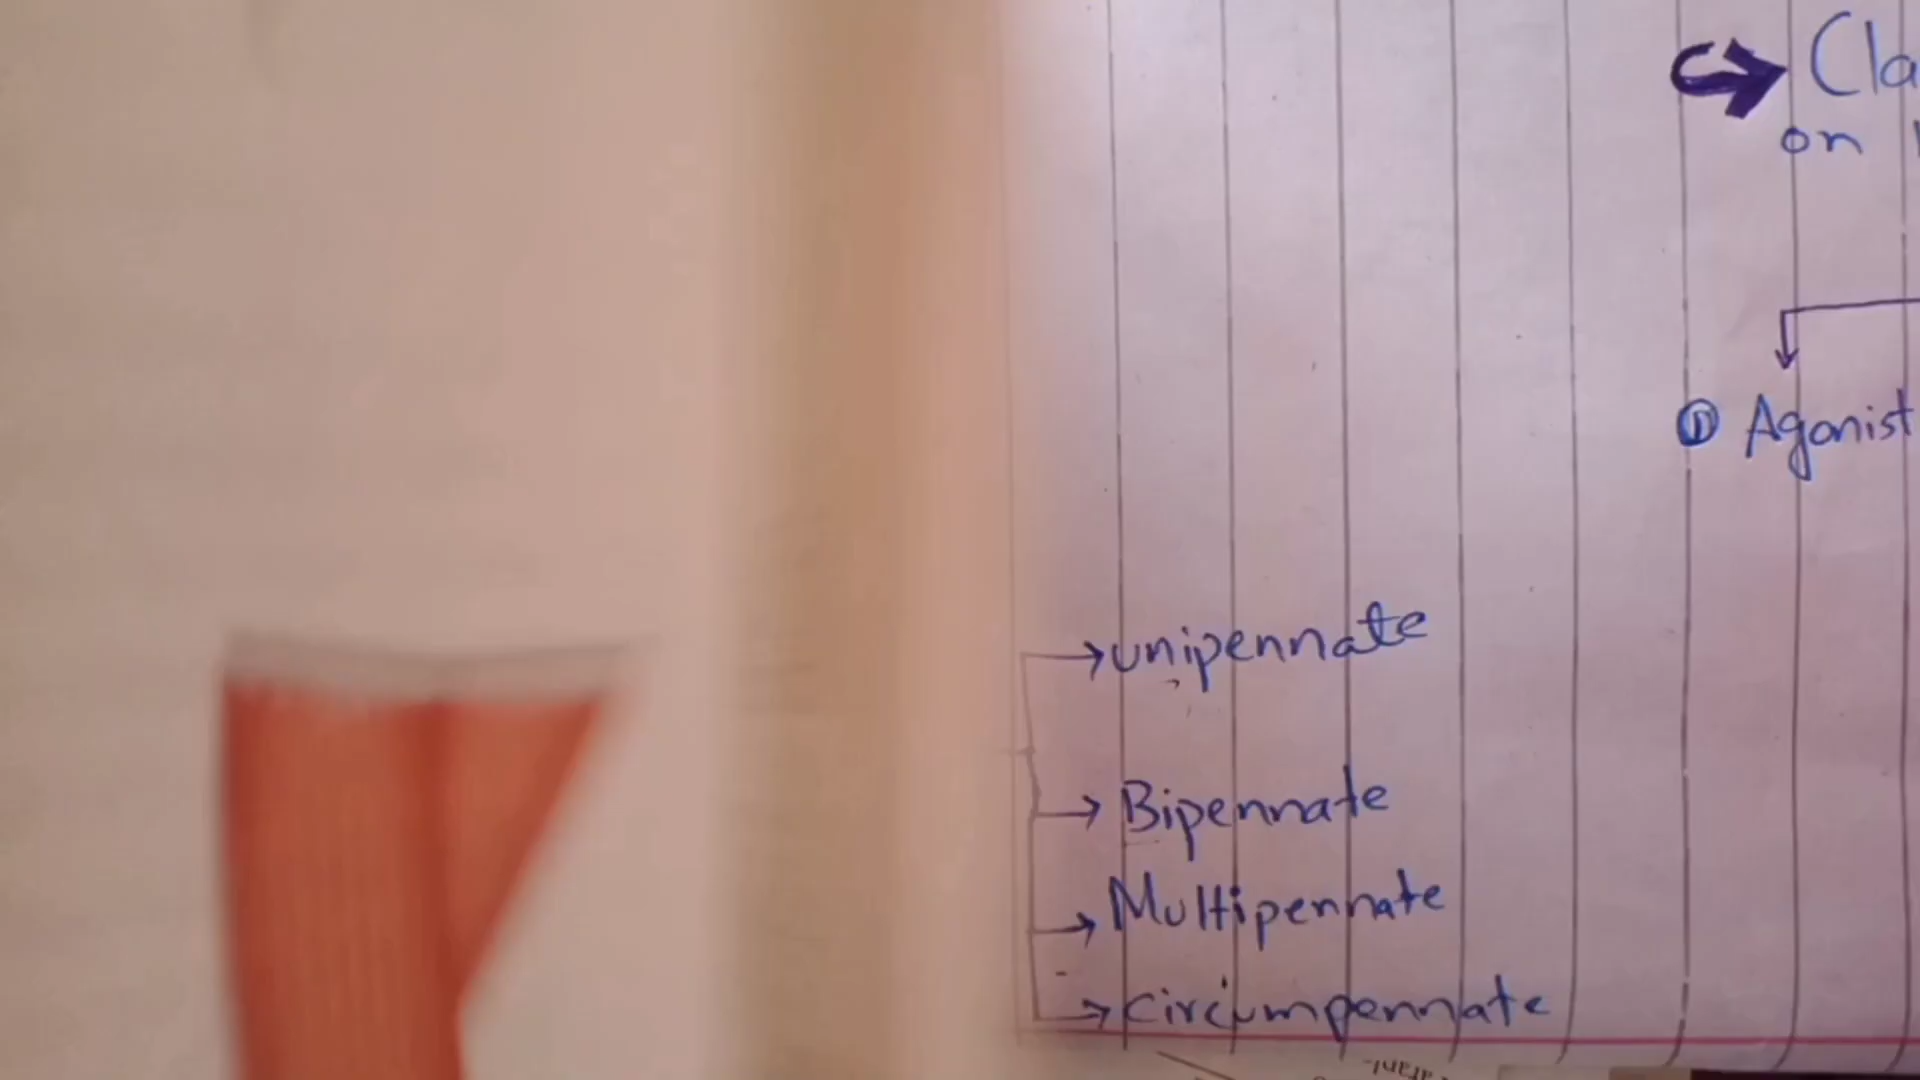 unipennate
Bipennate
Multipennate
circumpennate
Cla
on
① Agonist